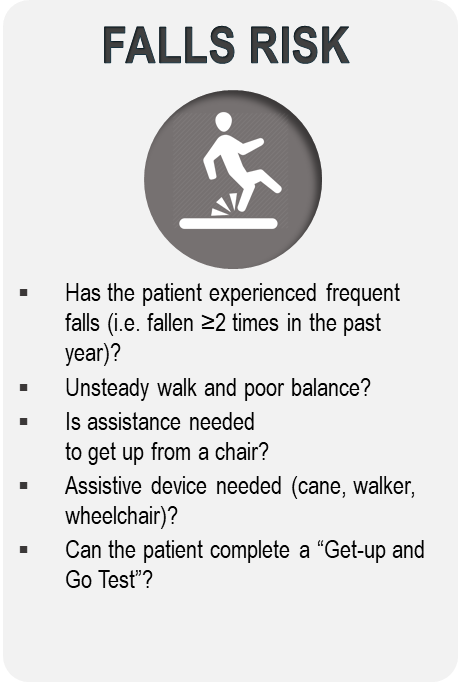 FALLS RISK
▪ Has the patient experienced frequent
falls (i.e. fallen ≥2 times in the past
year)?
▪ Unsteady walk and poor balance?
▪ Is assistance needed
to get up from a chair?
▪ Assistive device needed (cane, walker,
wheelchair)?
▪ Can the patient complete a “Get-up and
Go Test”?